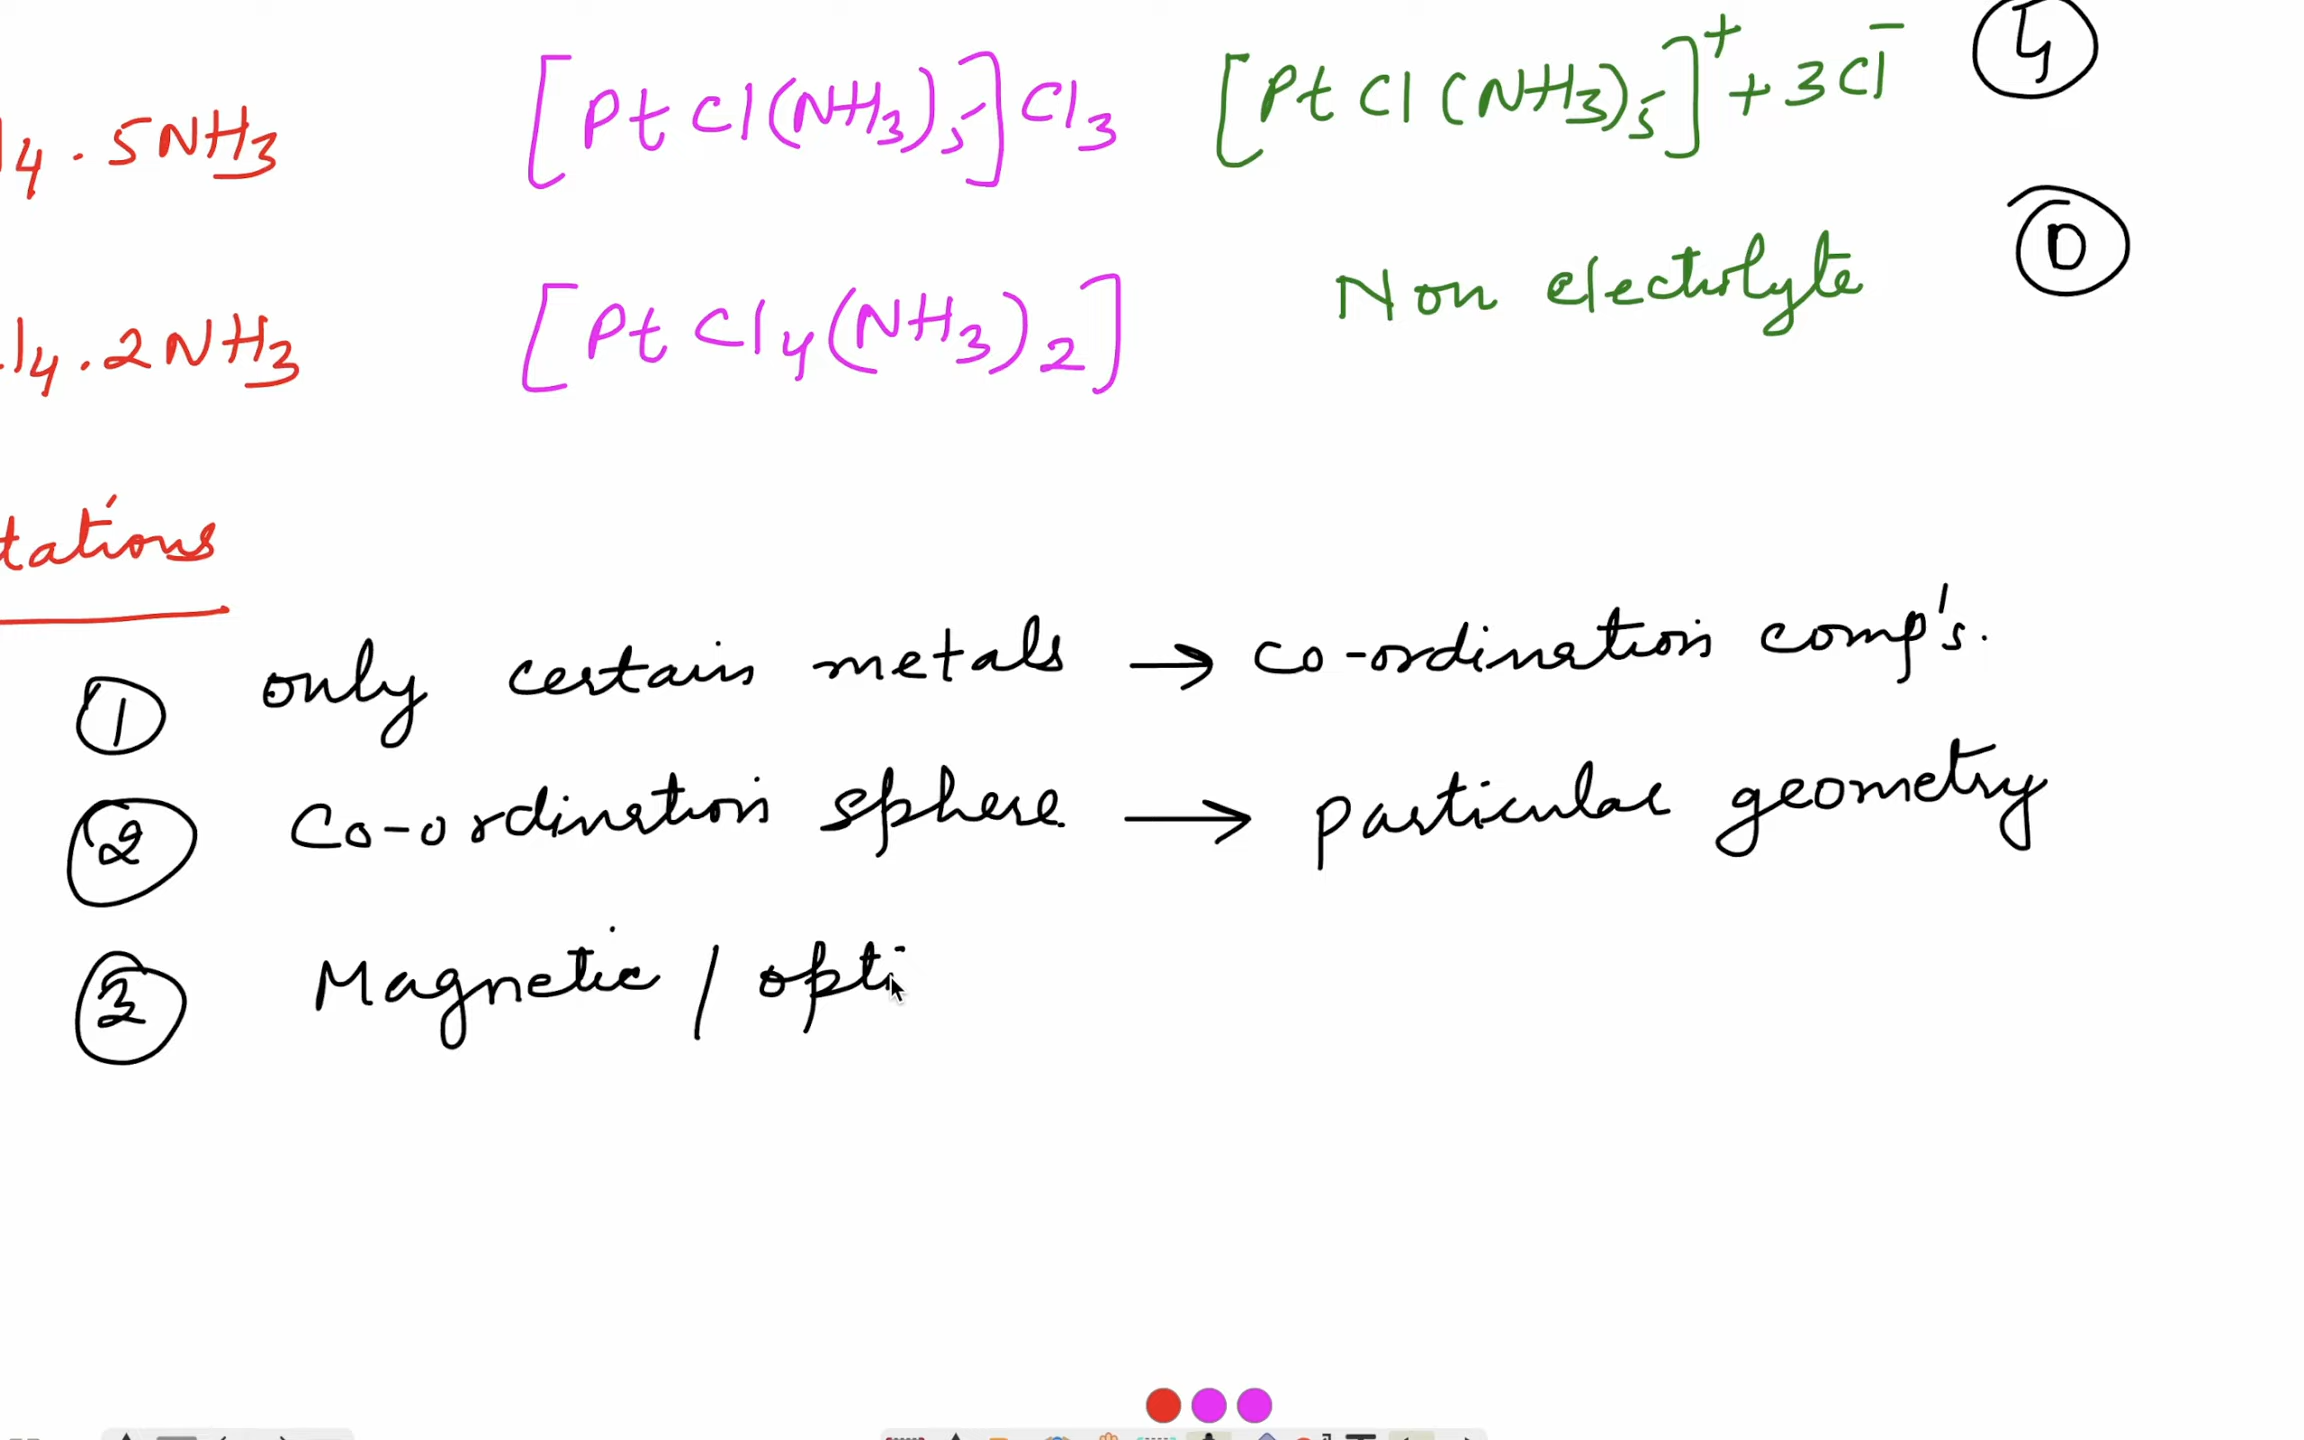 l4 . 5NH3 [PtCl(NH3)5]Cl3 [PtCl(NH3)5]+ + 3Cl- 4
l4 . 2NH3 [PtCl4(NH3)2] Non electrolyte 0
tations
1 only certain metals → co-ordination comp's.
2 Co-ordination sphere → particular geometry
3 Magnetic / opti